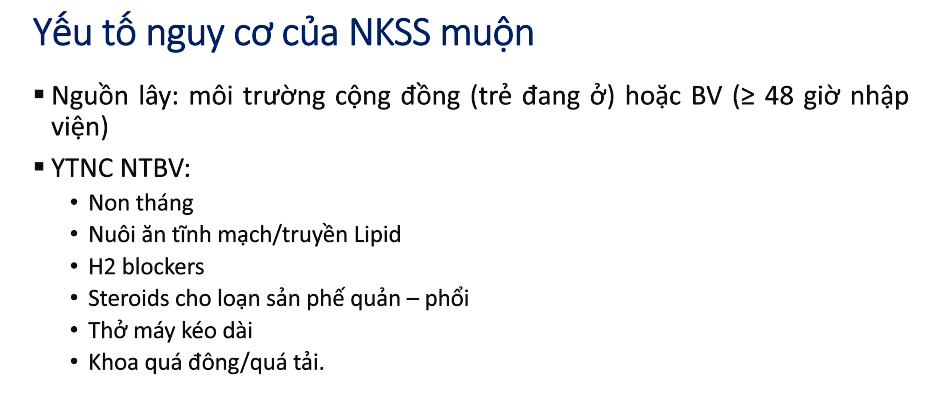 Yếu tố nguy cơ của NKSS muộn
▪ Nguồn lây: môi trường cộng đồng (trẻ đang ở) hoặc BV (≥ 48 giờ nhập
viện)
▪ YTNC NTBV:
• Non tháng
• Nuôi ăn tĩnh mạch/truyền Lipid
• H2 blockers
• Steroids cho loạn sản phế quản – phổi
• Thở máy kéo dài
• Khoa quá đông/quá tải.